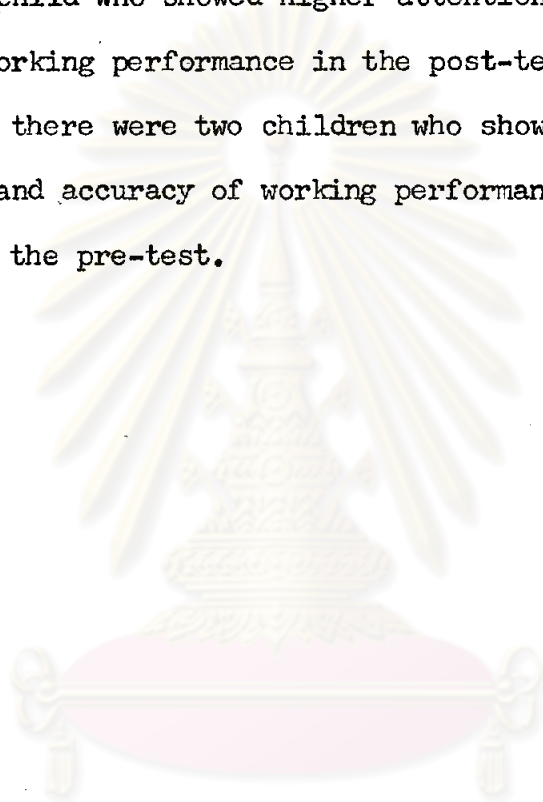 child who showed higher attention
orking performance in the post-te
there were two children who show
and accuracy of working performan
the pre-test.